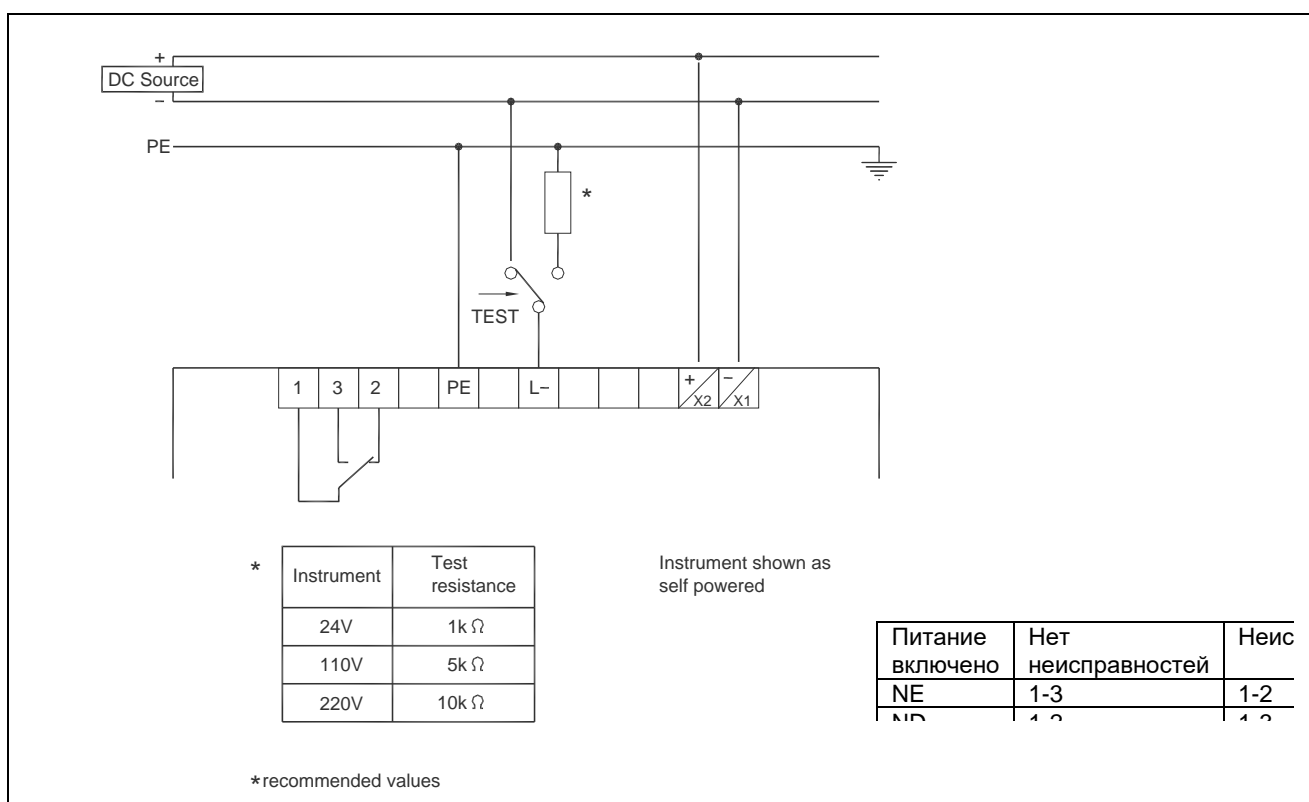 +
DC Source
−
PE
*
TEST
1 3 2 PE L− + X2 − X1
* Instrument Test resistance
24V 1k Ω
110V 5k Ω
220V 10k Ω
Instrument shown as
self powered
Питание включено Нет неисправностей
NE 1-3 1-2
*recommended values